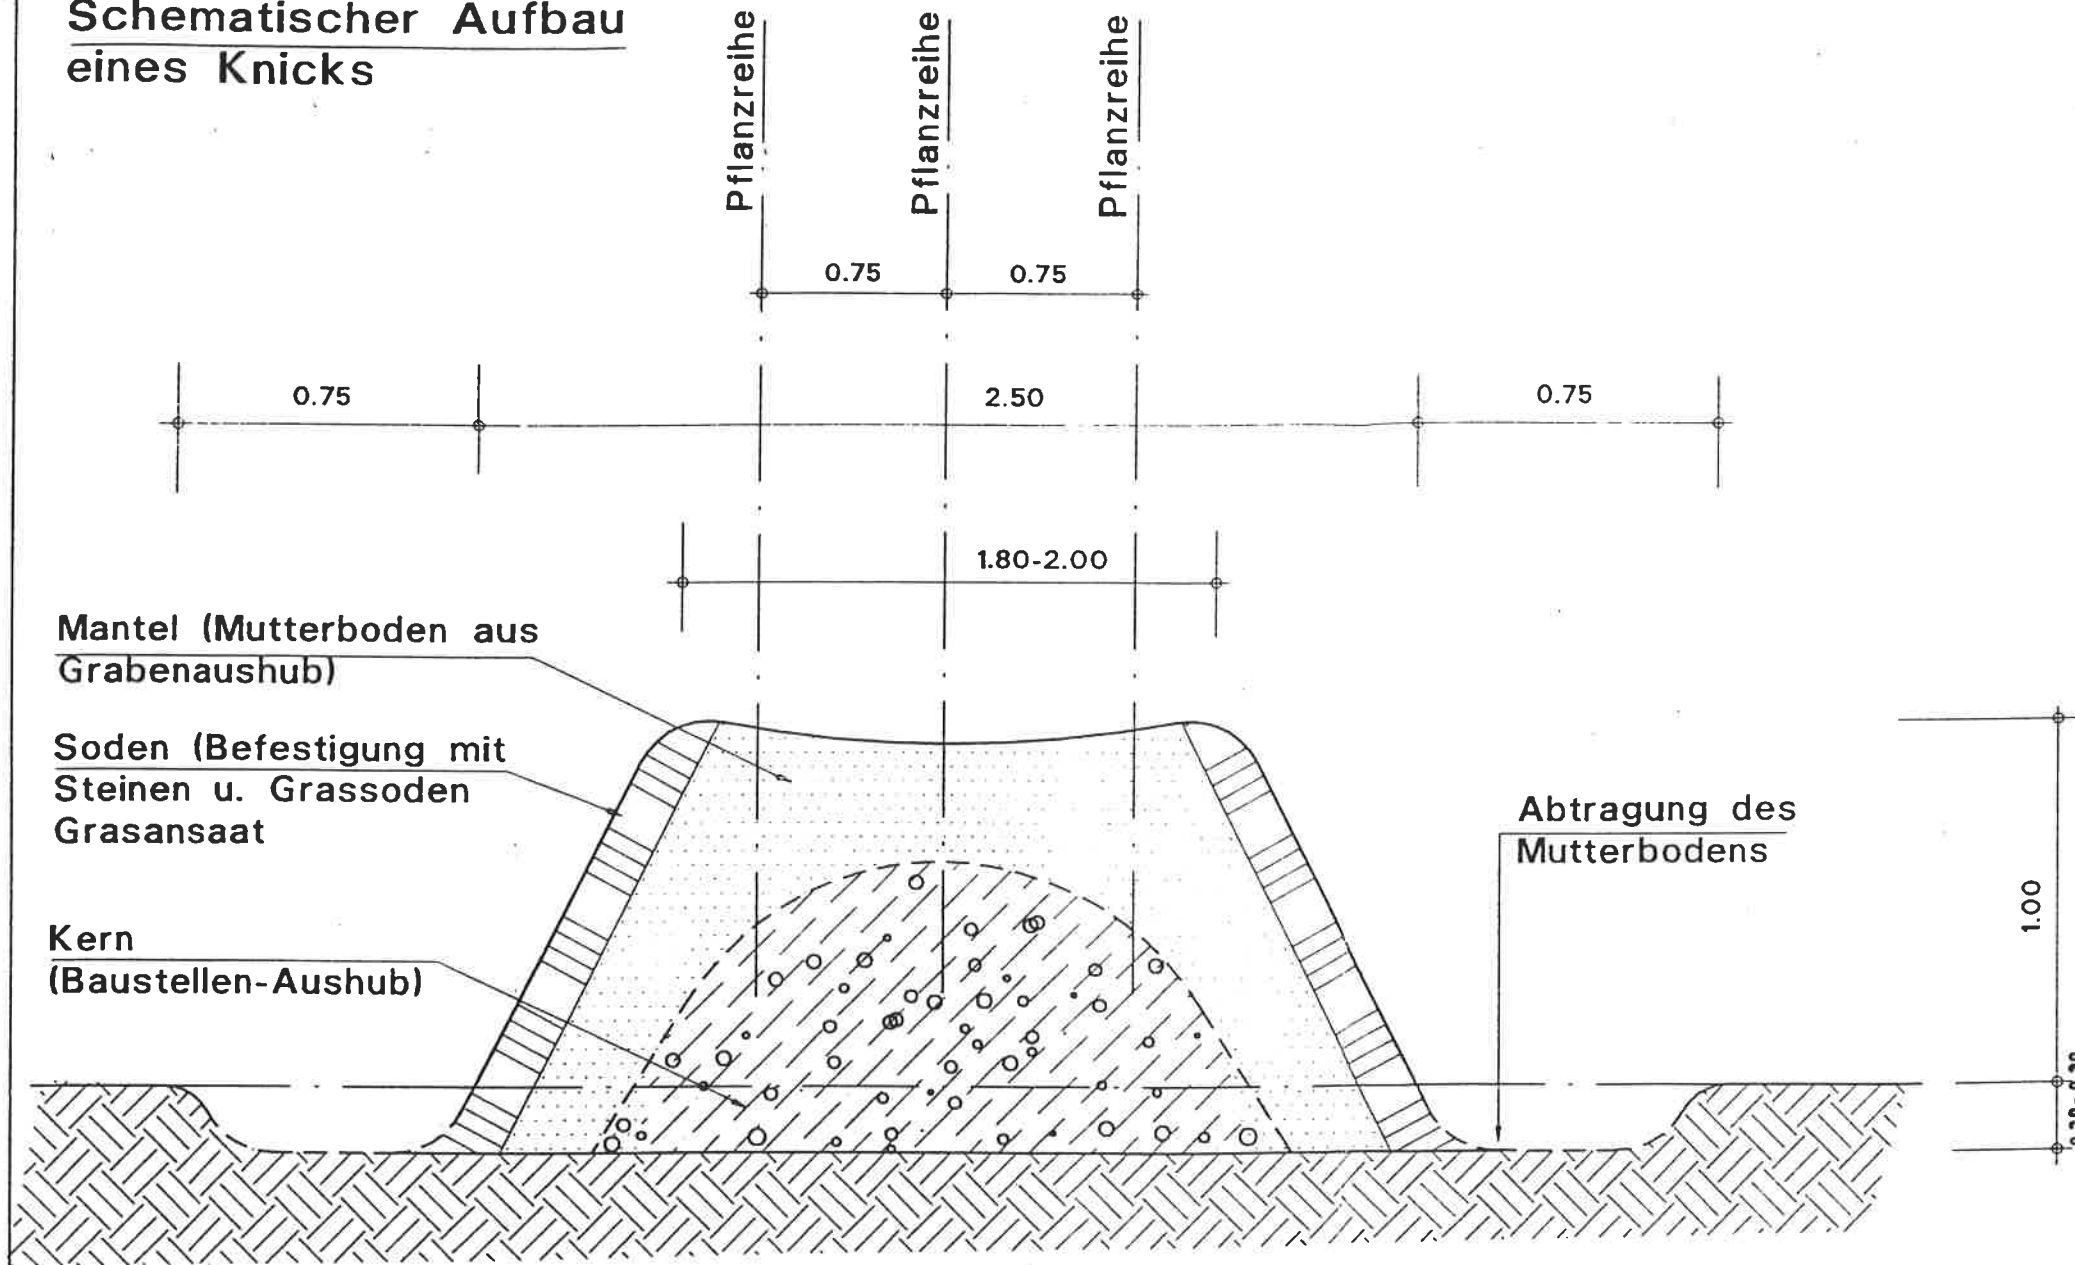 Schematischer Aufbau
eines Knicks
Pflanzreihe
Pflanzreihe
Pflanzreihe
0.75
0.75
0.75
2.50
0.75
1.80-2.00
Mantel (Mutterboden aus
Grabenaushub)
Soden (Befestigung mit
Steinen u. Grassoden
Grasansaat
Abtragung des
Mutterbodens
Kern
(Baustellen-Aushub)
1.00